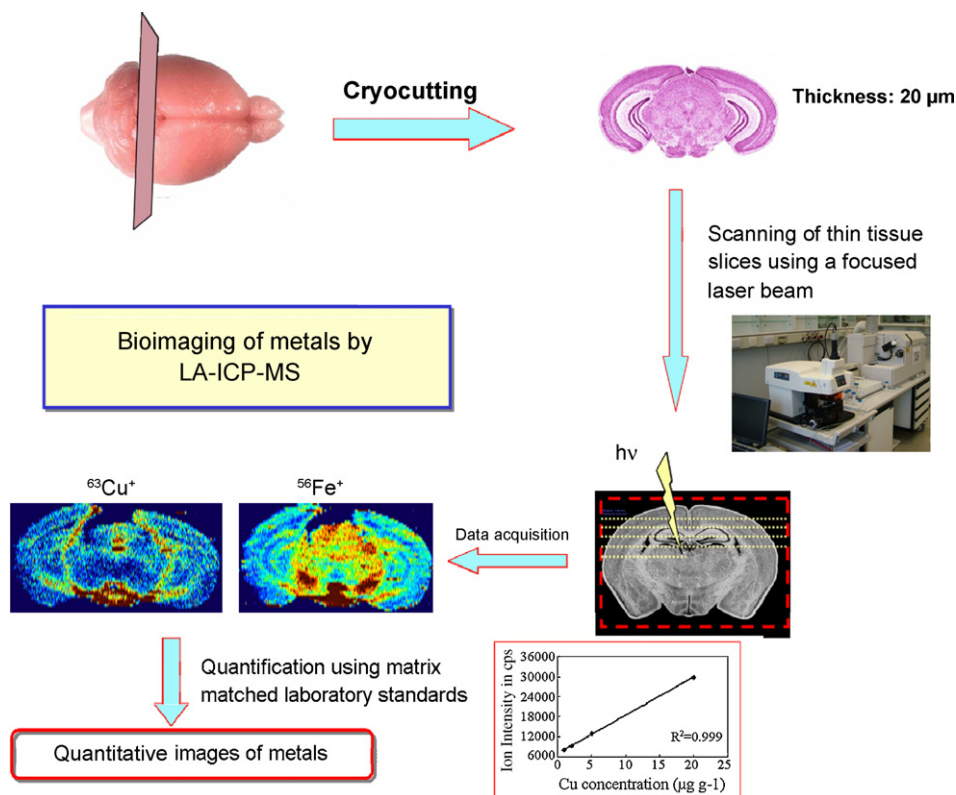 Cryocutting
Thickness: 20 µm
Scanning of thin tissue
slices using a focused
laser beam
Bioimaging of metals by
LA-ICP-MS
hν
⁶³Cu⁺
⁵⁶Fe⁺
Data acquisition
Quantification using matrix
matched laboratory standards
Quantitative images of metals
Ion Intensity in cps
36000
30000
24000
18000
12000
6000
R²=0.999
0 5 10 15 20 25
Cu concentration (µg g-1)